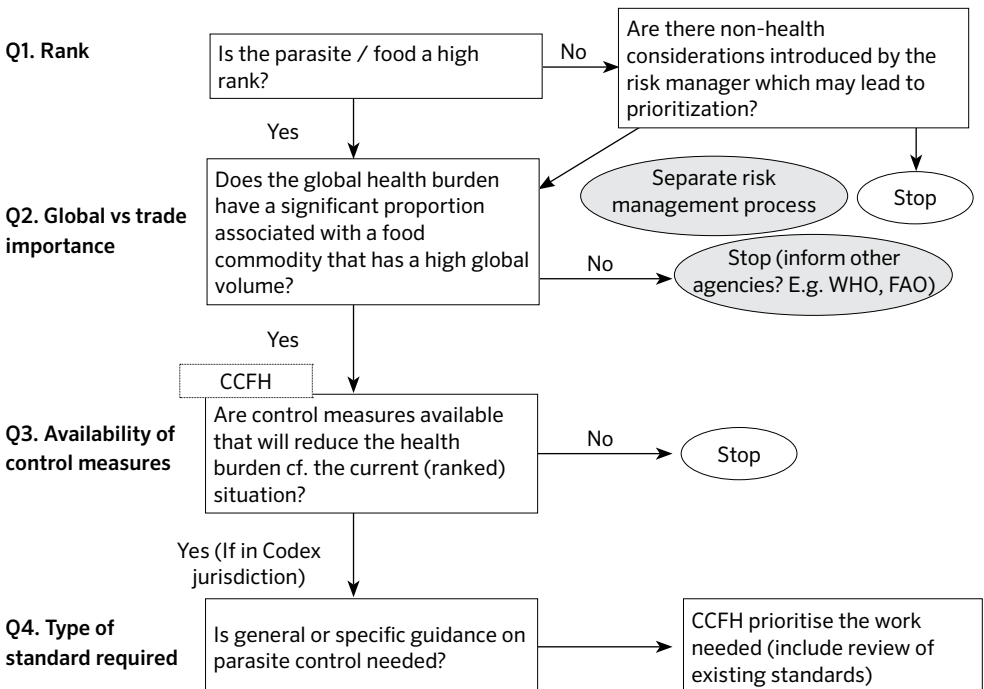 Q1. Rank
Is the parasite / food a high
rank?
No
Are there non-health
considerations introduced by the
risk manager which may lead to
prioritization?
Yes
Q2. Global vs trade
importance
Does the global health burden
have a significant proportion
associated with a food
commodity that has a high global
volume?
Separate risk
management process
Stop
No
Stop (inform other
agencies? E.g. WHO, FAO)
Yes
CCFH
Q3. Availability of
control measures
Are control measures available
that will reduce the health
burden cf. the current (ranked)
situation?
No
Stop
Yes (If in Codex
jurisdiction)
Q4. Type of
standard required
Is general or specific guidance on
parasite control needed?
CCFH prioritise the work
needed (include review of
existing standards)